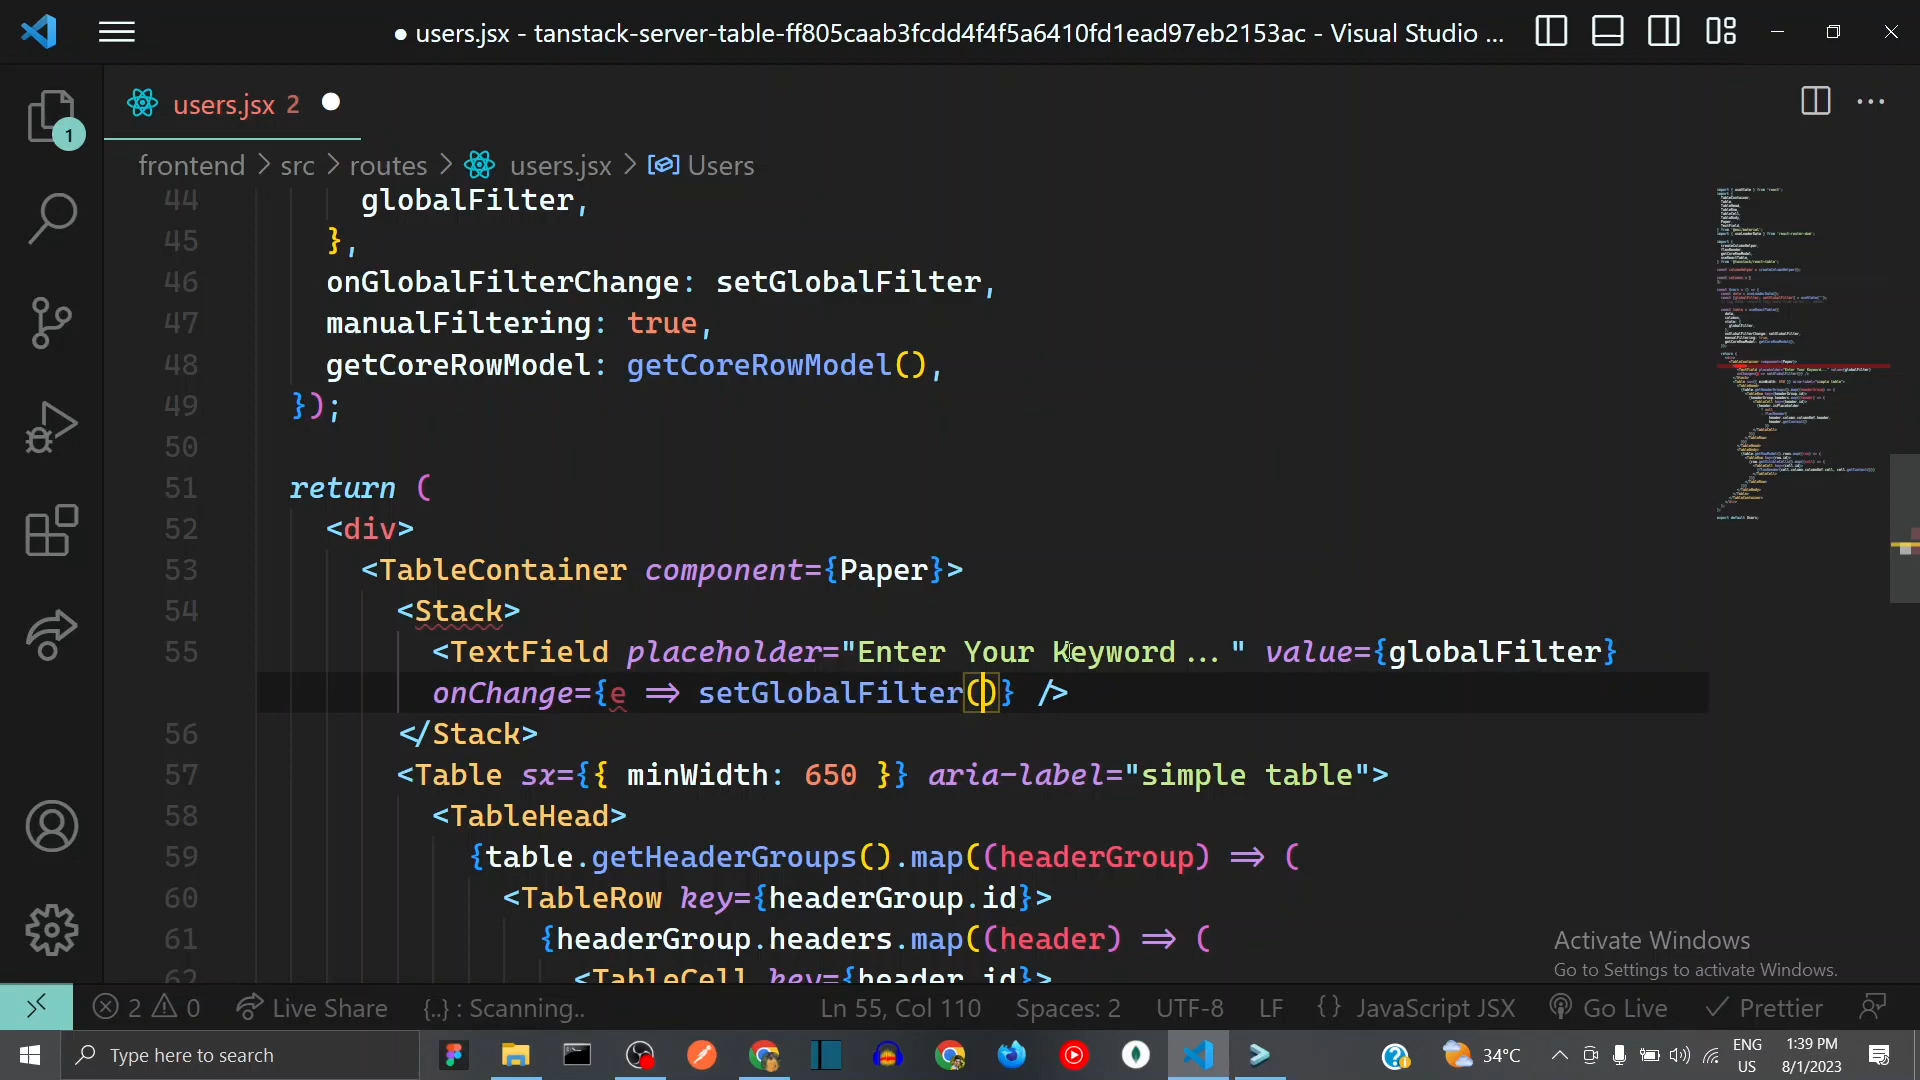 users.jsx - tanstack-server-table-ff805caab3fcdd4f4f5a6410fd1ead97eb2153ac - Visual Studio ...
users.jsx 2
1
frontend > src > routes > users.jsx > Users
44 globalFilter,
45 },
46 onGlobalFilterChange: setGlobalFilter,
47 manualFiltering: true,
48 getCoreRowModel: getCoreRowModel(),
49 });
50
51 return (
52 <div>
53 <TableContainer component={Paper}>
54 <Stack>
55 <TextField placeholder="Enter Your Keyword..." value={globalFilter}
onChange={e => setGlobalFilter()} />
56 </Stack>
57 <Table sx={{ minWidth: 650 }} aria-label="simple table">
58 <TableHead>
59 {table.getHeaderGroups().map((headerGroup) => (
60 <TableRow key={headerGroup.id}>
61 {headerGroup.headers.map((header) => (
62 <TableCell key={header.id}>
Activate Windows
Go to Settings to activate Windows.
2 0 Live Share {..} : Scanning.. Ln 55, Col 110 Spaces: 2 UTF-8 LF {} JavaScript JSX Go Live Prettier
Type here to search 34°C ENG US 1:39 PM 8/1/2023